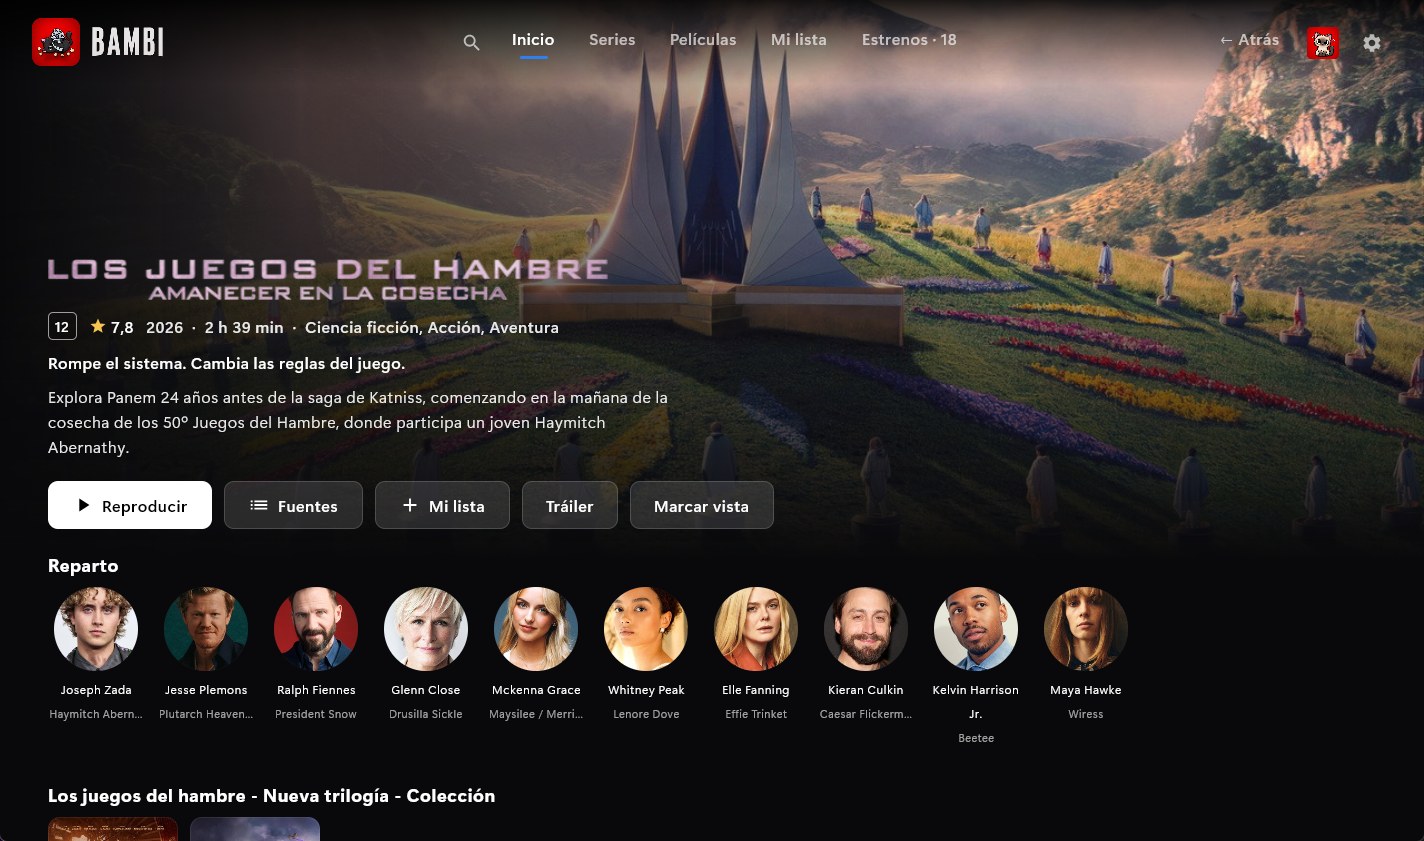 BAMBI
Inicio
Series
Películas
Mi lista
Estrenos · 18
← Atrás
LOS JUEGOS DEL HAMBRE
AMANECER EN LA COSECHA
12
7,8 2026 · 2 h 39 min · Ciencia ficción, Acción, Aventura
Rompe el sistema. Cambia las reglas del juego.
Explora Panem 24 años antes de la saga de Katniss, comenzando en la mañana de la
cosecha de los 50º Juegos del Hambre, donde participa un joven Haymitch
Abernathy.
Reproducir
Fuentes
Mi lista
Tráiler
Marcar vista
Reparto
Joseph Zada
Haymitch Abern...
Jesse Plemons
Plutarch Heaven...
Ralph Fiennes
President Snow
Glenn Close
Drusilla Sickle
Mckenna Grace
Maysilee / Merri...
Whitney Peak
Lenore Dove
Elle Fanning
Effie Trinket
Kieran Culkin
Caesar Flickerm...
Kelvin Harrison
Jr.
Beetee
Maya Hawke
Wiress
Los juegos del hambre - Nueva trilogía - Colección